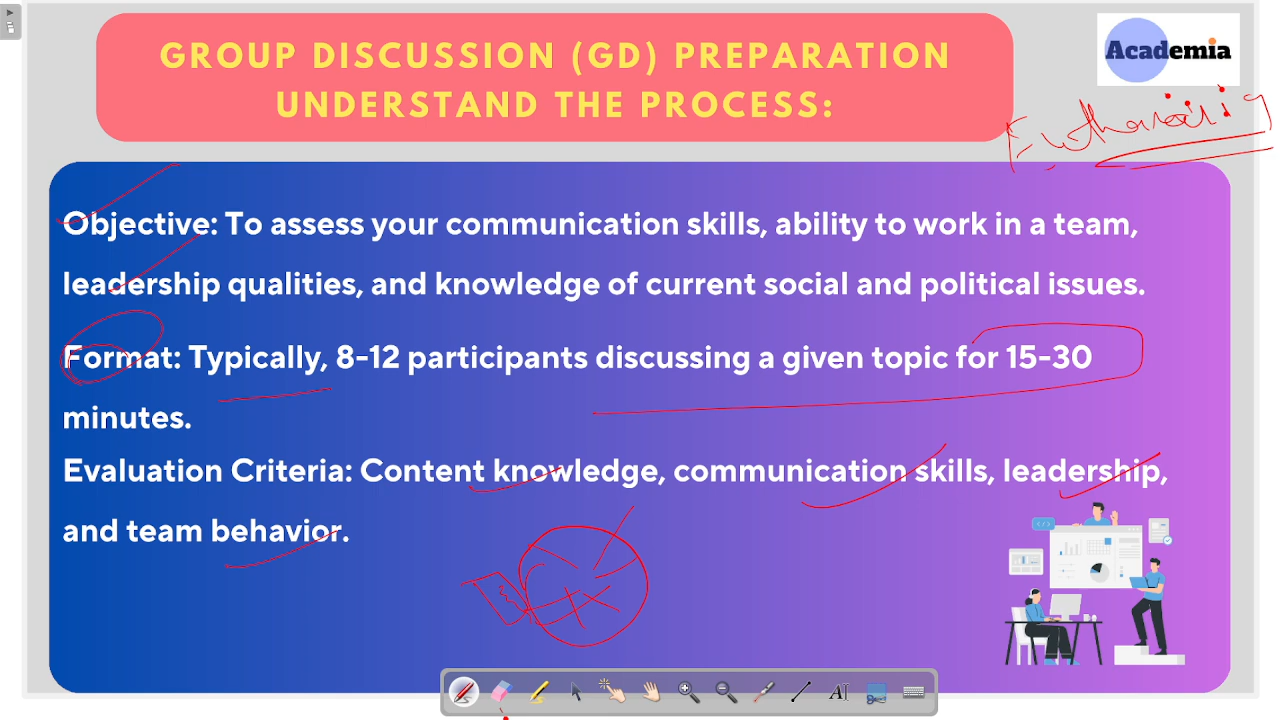 GROUP DISCUSSION (GD) PREPARATION
UNDERSTAND THE PROCESS:
Academia
Objective: To assess your communication skills, ability to work in a team,
leadership qualities, and knowledge of current social and political issues.
Format: Typically, 8-12 participants discussing a given topic for 15-30
minutes.
Evaluation Criteria: Content knowledge, communication skills, leadership,
and team behavior.